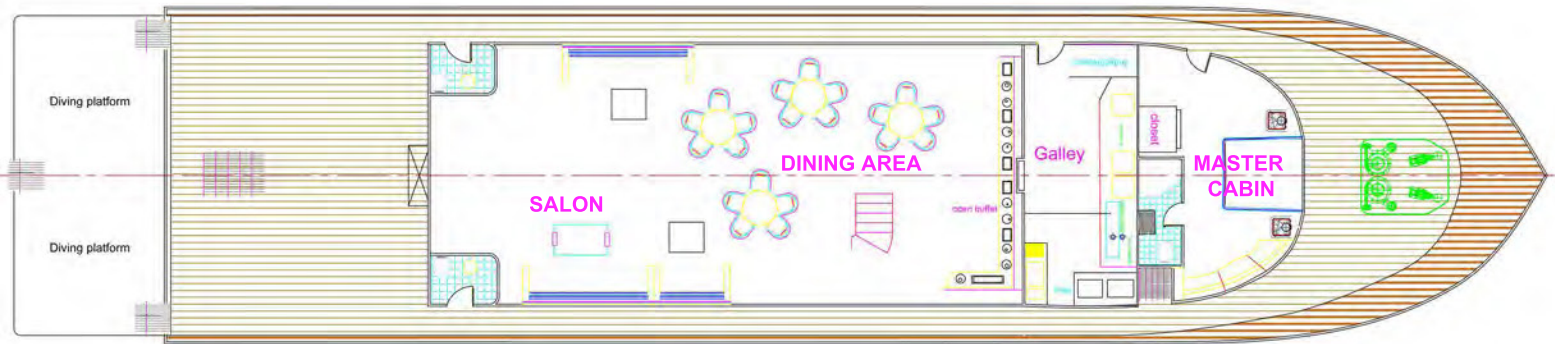 Diving platform
Diving platform
SALON
DINING AREA
open buffet
Galley
closet
MASTER
CABIN